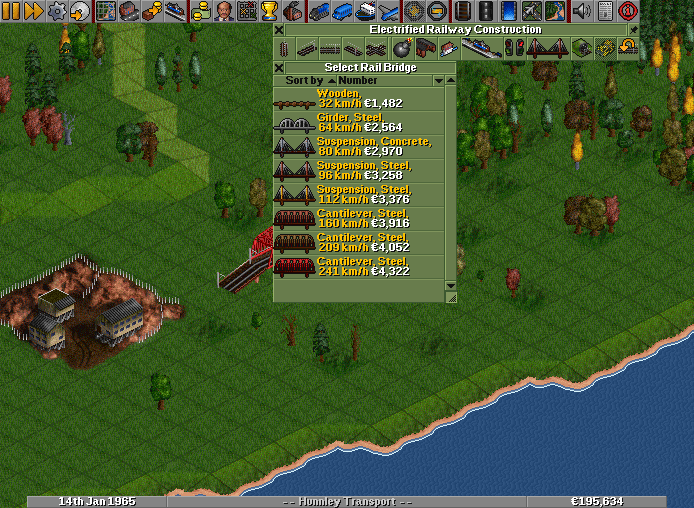 Electrified Railway Construction
Select Rail Bridge
Sort by Number
Wooden,
32 km/h €1,482
Girder, Steel,
64 km/h €2,564
Suspension, Concrete,
80 km/h €2,970
Suspension, Steel,
96 km/h €3,258
Suspension, Steel,
112 km/h €3,376
Cantilever, Steel,
160 km/h €3,916
Cantilever, Steel,
209 km/h €4,052
Cantilever, Steel,
241 km/h €4,322
14th Jan 1965
-- Hunnley Transport --
€195,634